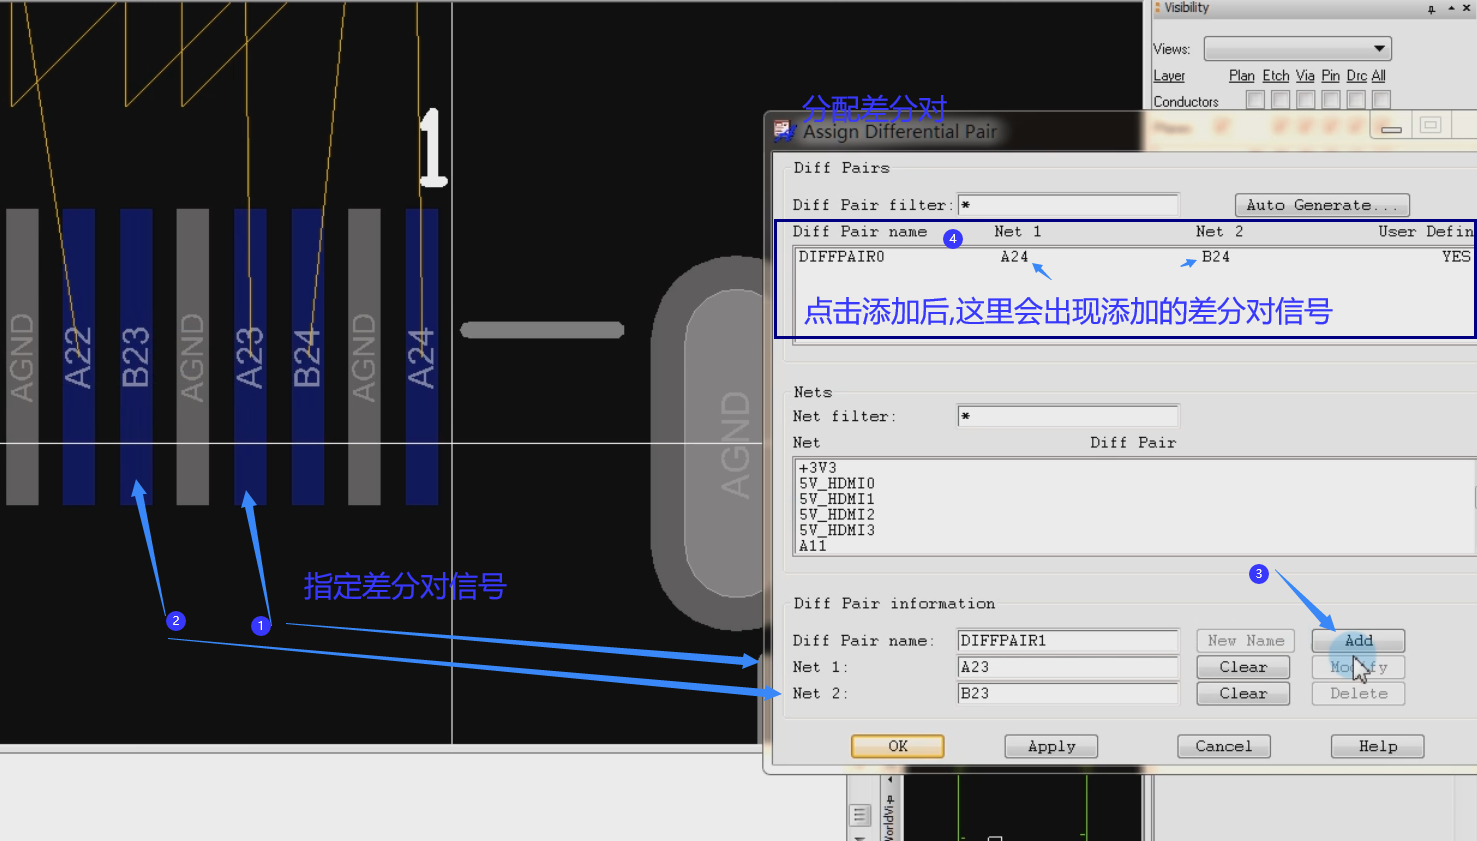 Visibility
Views:
Layer Plan Etch Via Pin Drc All
Conductors
分配差分对
Assign Differential Pair
Diff Pairs
Diff Pair filter: * Auto Generate...
Diff Pair name ④ Net 1 Net 2 User Defin
DIFFPAIR0 A24 B24 YES
点击添加后,这里会出现添加的差分对信号
Nets
Net filter: *
Net Diff Pair
+3V3
5V_HDMI0
5V_HDMI1
5V_HDMI2
5V_HDMI3
A11
③
Diff Pair information
Diff Pair name: DIFFPAIR1 New Name Add
Net 1: A23 Clear Modify
Net 2: B23 Clear Delete
OK Apply Cancel Help
1
AGND A22 B23 AGND A23 B24 AGND A24
AGND
指定差分对信号
② ①